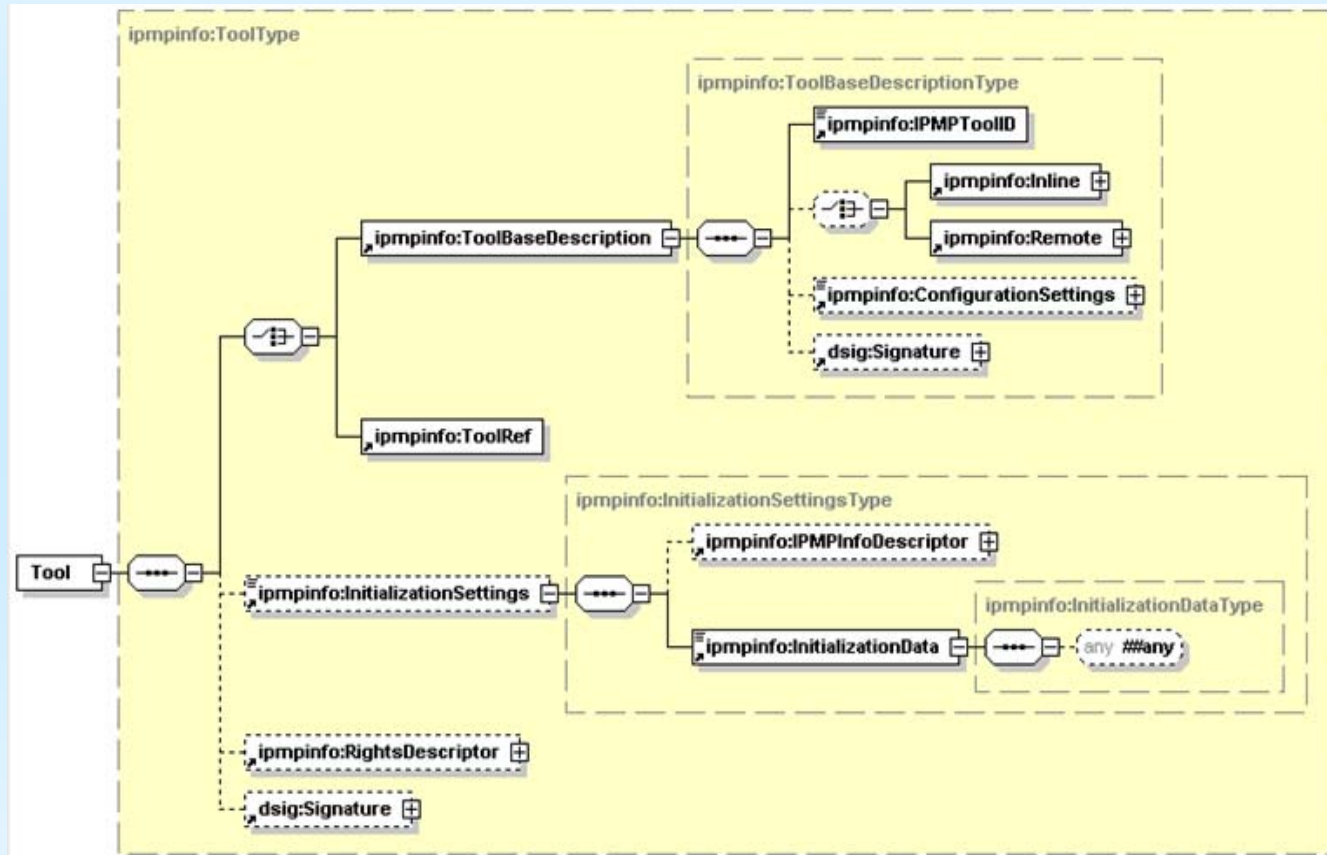 ipmpinfo:ToolType
ipmpinfo:ToolBaseDescriptionType
ipmpinfo:IPMPToolID
ipmpinfo:Inline
ipmpinfo:ToolBaseDescription
ipmpinfo:Remote
ipmpinfo:ConfigurationSettings
dsig:Signature
ipmpinfo:ToolRef
ipmpinfo:InitializationSettingsType
ipmpinfo:IPMPInfoDescriptor
Tool
ipmpinfo:InitializationSettings
ipmpinfo:InitializationDataType
ipmpinfo:InitializationData
any ##any
ipmpinfo:RightsDescriptor
dsig:Signature